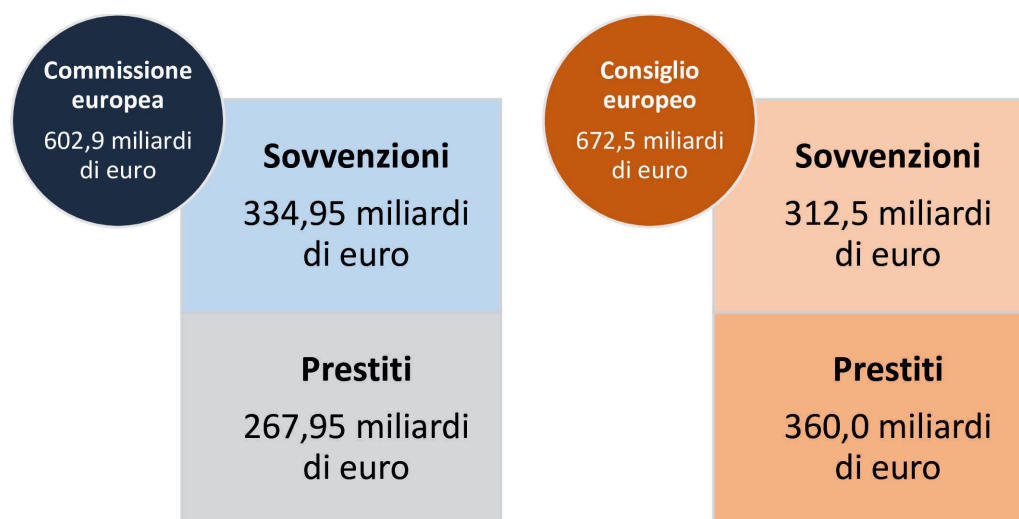 Commissione
europea
602,9 miliardi
di euro
Sovvenzioni
334,95 miliardi
di euro
Prestiti
267,95 miliardi
di euro
Consiglio
europeo
672,5 miliardi
di euro
Sovvenzioni
312,5 miliardi
di euro
Prestiti
360,0 miliardi
di euro